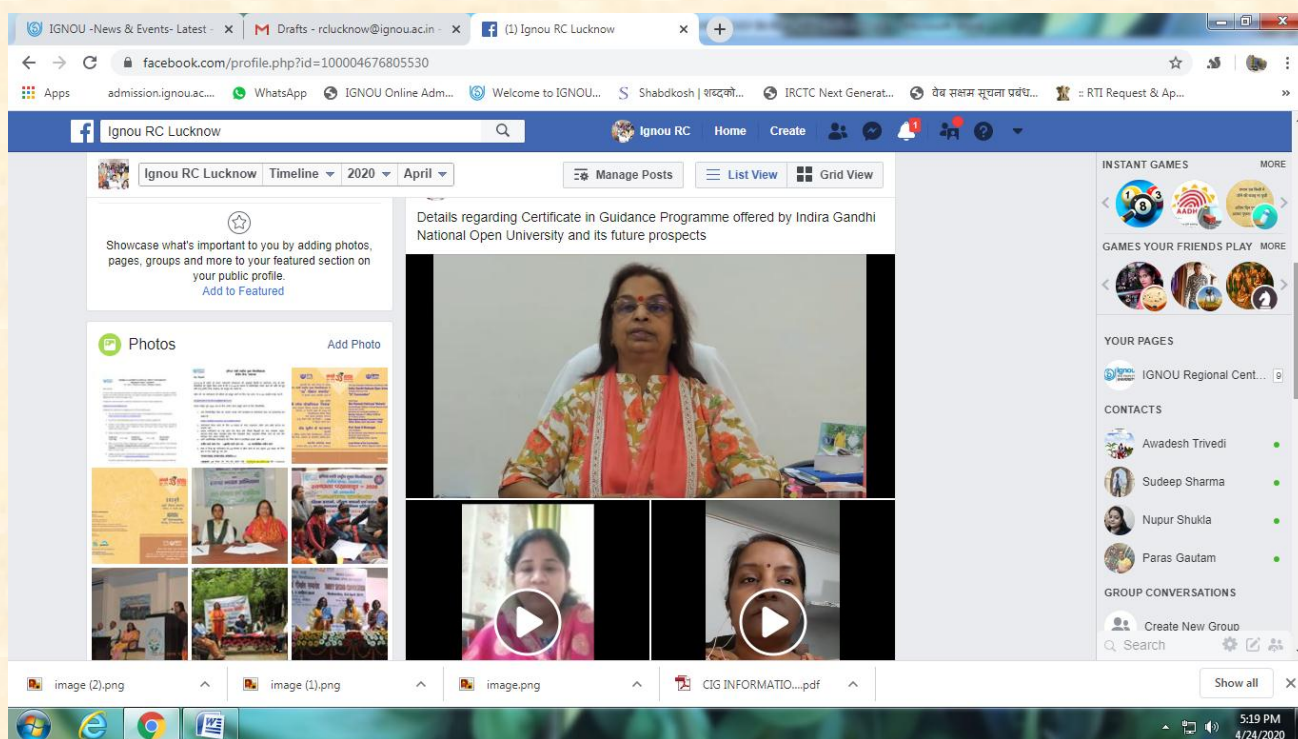 IGNOU -News & Events- Latest -
Drafts - rclucknow@ignou.ac.in -
(1) Ignou RC Lucknow
facebook.com/profile.php?id=100004676805530
Apps
admission.ignou.ac....
WhatsApp
IGNOU Online Adm...
Welcome to IGNOU...
Shabdkosh | शब्दको...
IRCTC Next Generat...
वेब सक्षम सूचना प्रबंध...
:: RTI Request & Ap...
Ignou RC Lucknow
Ignou RC
Home
Create
1
Ignou RC Lucknow
Timeline
2020
April
Manage Posts
List View
Grid View
Showcase what's important to you by adding photos,
pages, groups and more to your featured section on
your public profile.
Add to Featured
Photos
Add Photo
Details regarding Certificate in Guidance Programme offered by Indira Gandhi
National Open University and its future prospects
INSTANT GAMES
MORE
GAMES YOUR FRIENDS PLAY
MORE
YOUR PAGES
IGNOU Regional Cent...
9
CONTACTS
Awadesh Trivedi
Sudeep Sharma
Nupur Shukla
Paras Gautam
GROUP CONVERSATIONS
Create New Group
Search
image (2).png
image (1).png
image.png
CIG INFORMATIO....pdf
Show all
5:19 PM
4/24/2020